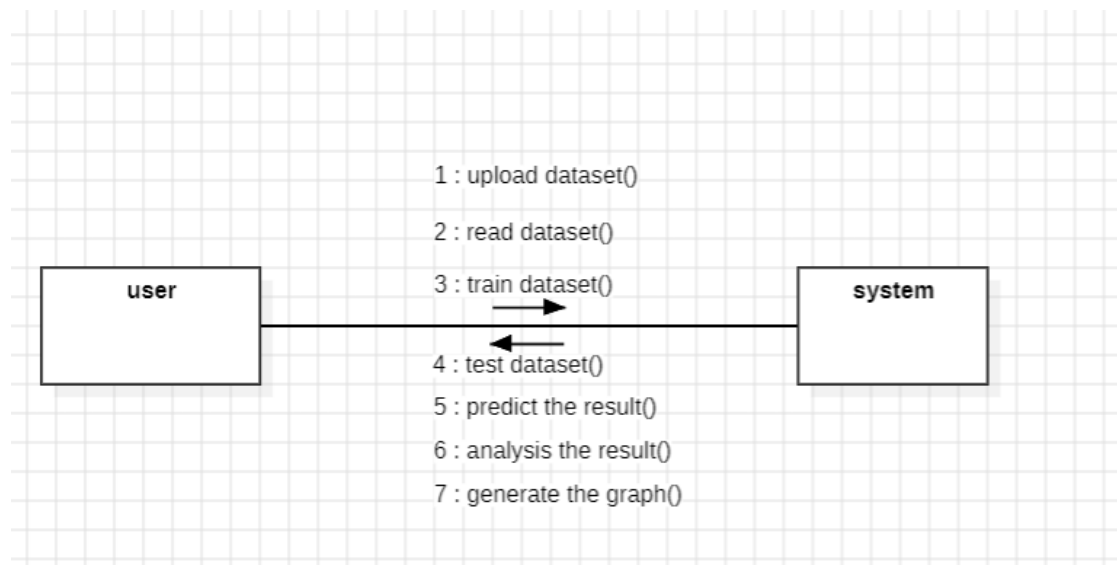 1 : upload dataset()
2 : read dataset()
3 : train dataset()
user
system
4 : test dataset()
5 : predict the result()
6 : analysis the result()
7 : generate the graph()